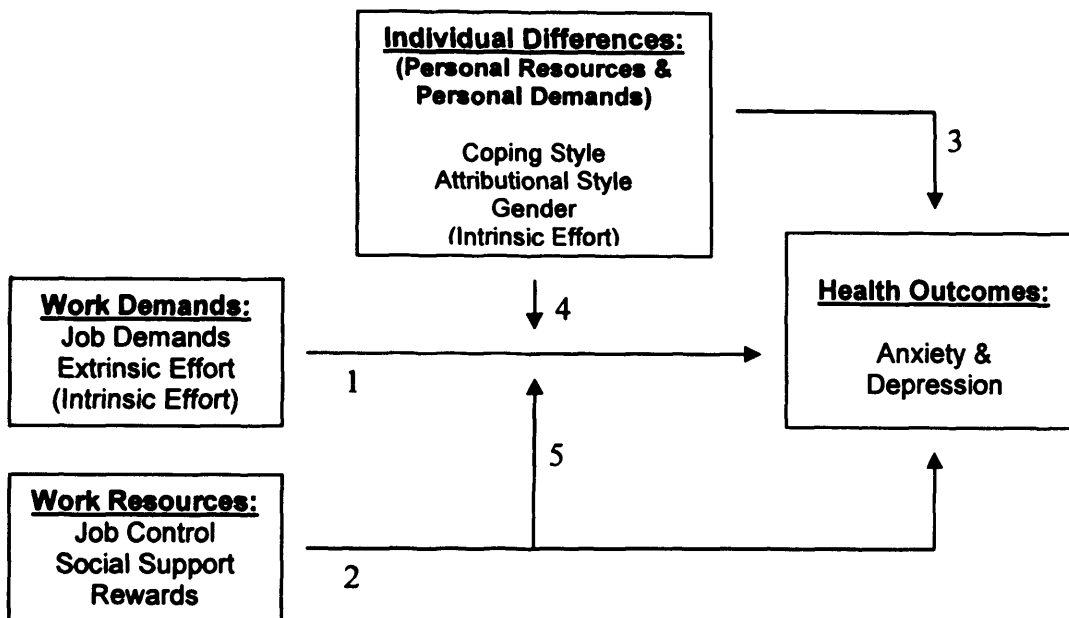 Individual Differences:
(Personal Resources &
Personal Demands)
Coping Style
Attributional Style
Gender
(Intrinsic Effort)
3
Health Outcomes:
Anxiety &
Depression
4
Work Demands:
Job Demands
Extrinsic Effort
(Intrinsic Effort)
1
5
Work Resources:
Job Control
Social Support
Rewards
2